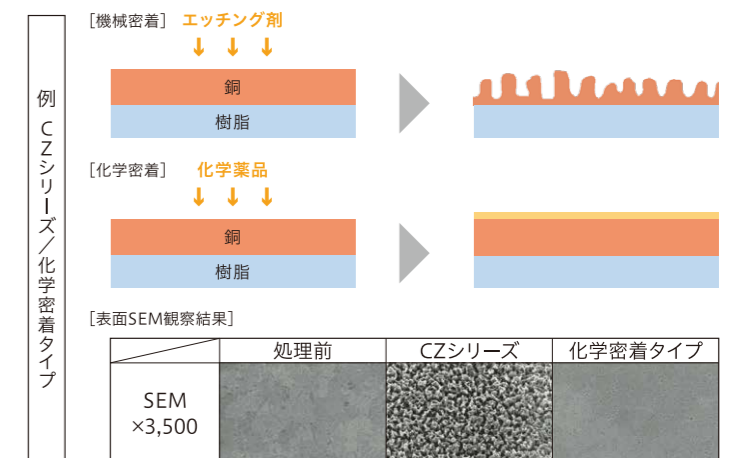 例 CZシリーズ／化学密着タイプ
［機械密着］ エッチング剤
銅
樹脂
［化学密着］ 化学薬品
銅
樹脂
［表面SEM観察結果］
処理前 CZシリーズ 化学密着タイプ
SEM
×3,500